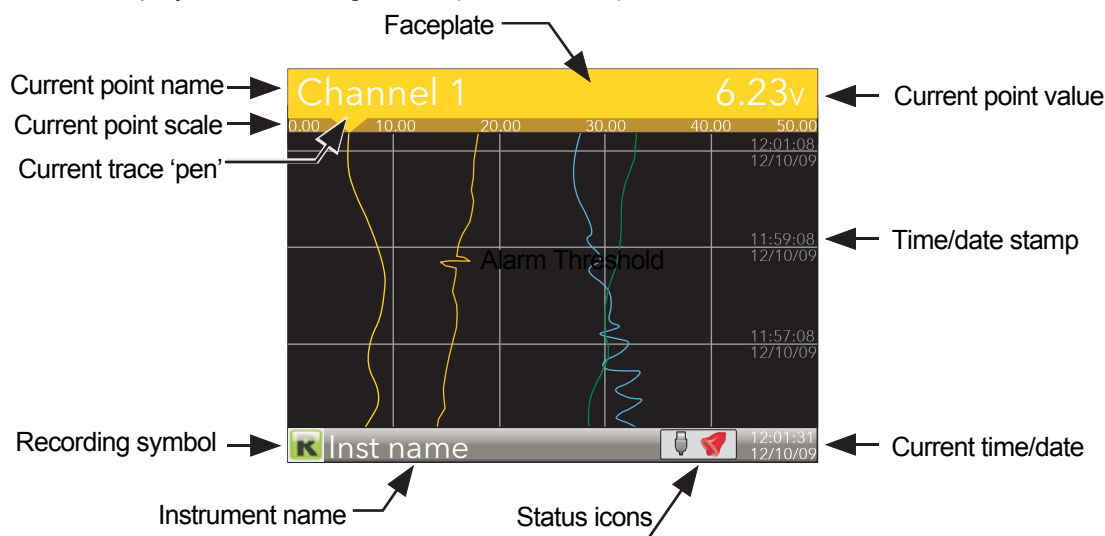 Faceplate
Current point name
Channel 1
6.23V
Current point value
Current point scale
0.00 10.00 20.00 30.00 40.00 50.00
Current trace ‘pen’
12:01:08
12/10/09
11:59:08
12/10/09
Time/date stamp
Alarm Threshold
11:57:08
12/10/09
Recording symbol
K
Inst name
12:01:31
12/10/09
Current time/date
Instrument name
Status icons